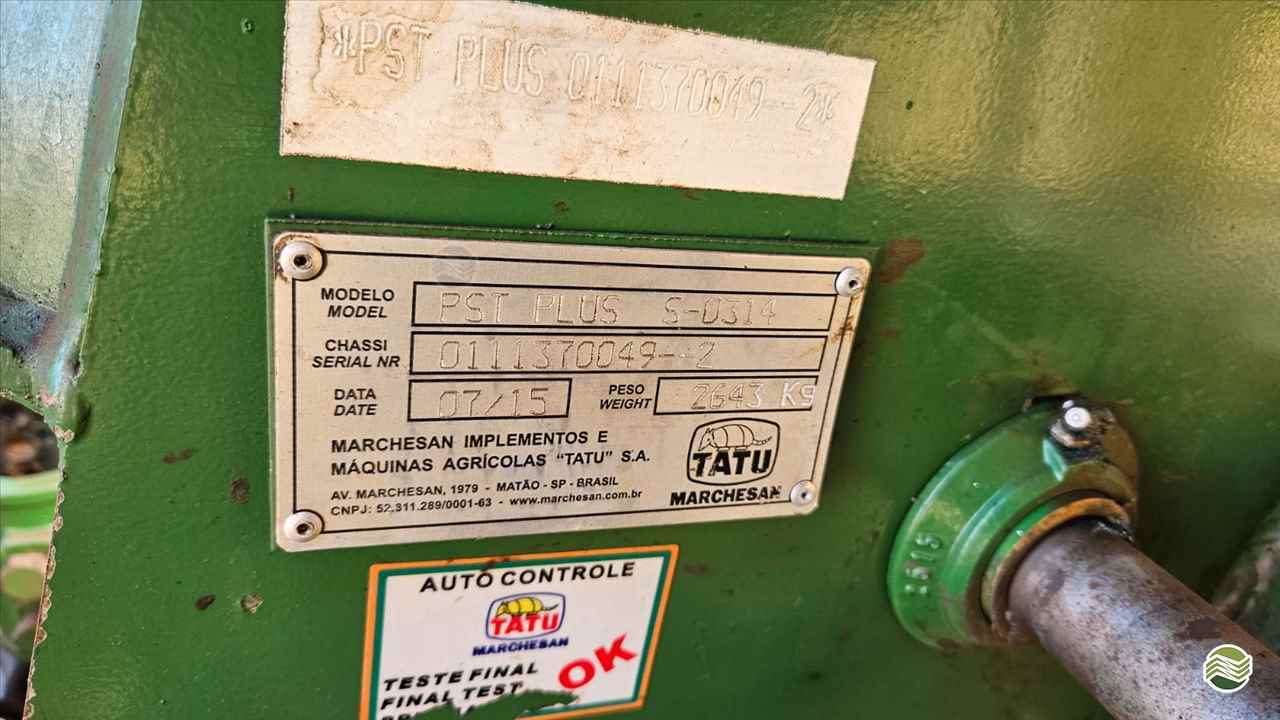 *PST PLUS 0111370049--2*
MODELO PST PLUS S-0314
MODEL
CHASSI 0111370049--2
SERIAL NR
DATA 07/15 PESO 2643 Kg
DATE WEIGHT
MARCHESAN IMPLEMENTOS E
MÁQUINAS AGRÍCOLAS “TATU” S.A.
AV. MARCHESAN, 1979 - MATÃO - SP - BRASIL
CNPJ: 52.311.289/0001-63 - www.marchesan.com.br
TATU
MARCHESAN
AUTO CONTROLE
TATU
MARCHESAN
TESTE FINAL
FINAL TEST
OK